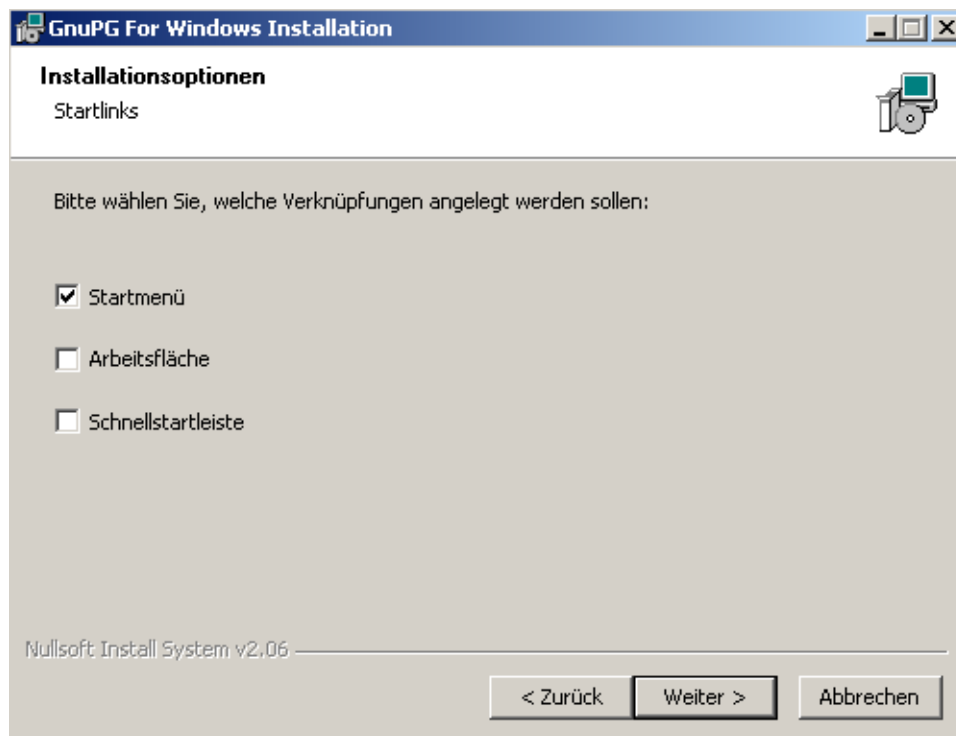 GnuPG For Windows Installation
Installationsoptionen
Startlinks
Bitte wählen Sie, welche Verknüpfungen angelegt werden sollen:
Startmenü
Arbeitsfläche
Schnellstartleiste
Nullsoft Install System v2.06
< Zurück
Weiter >
Abbrechen